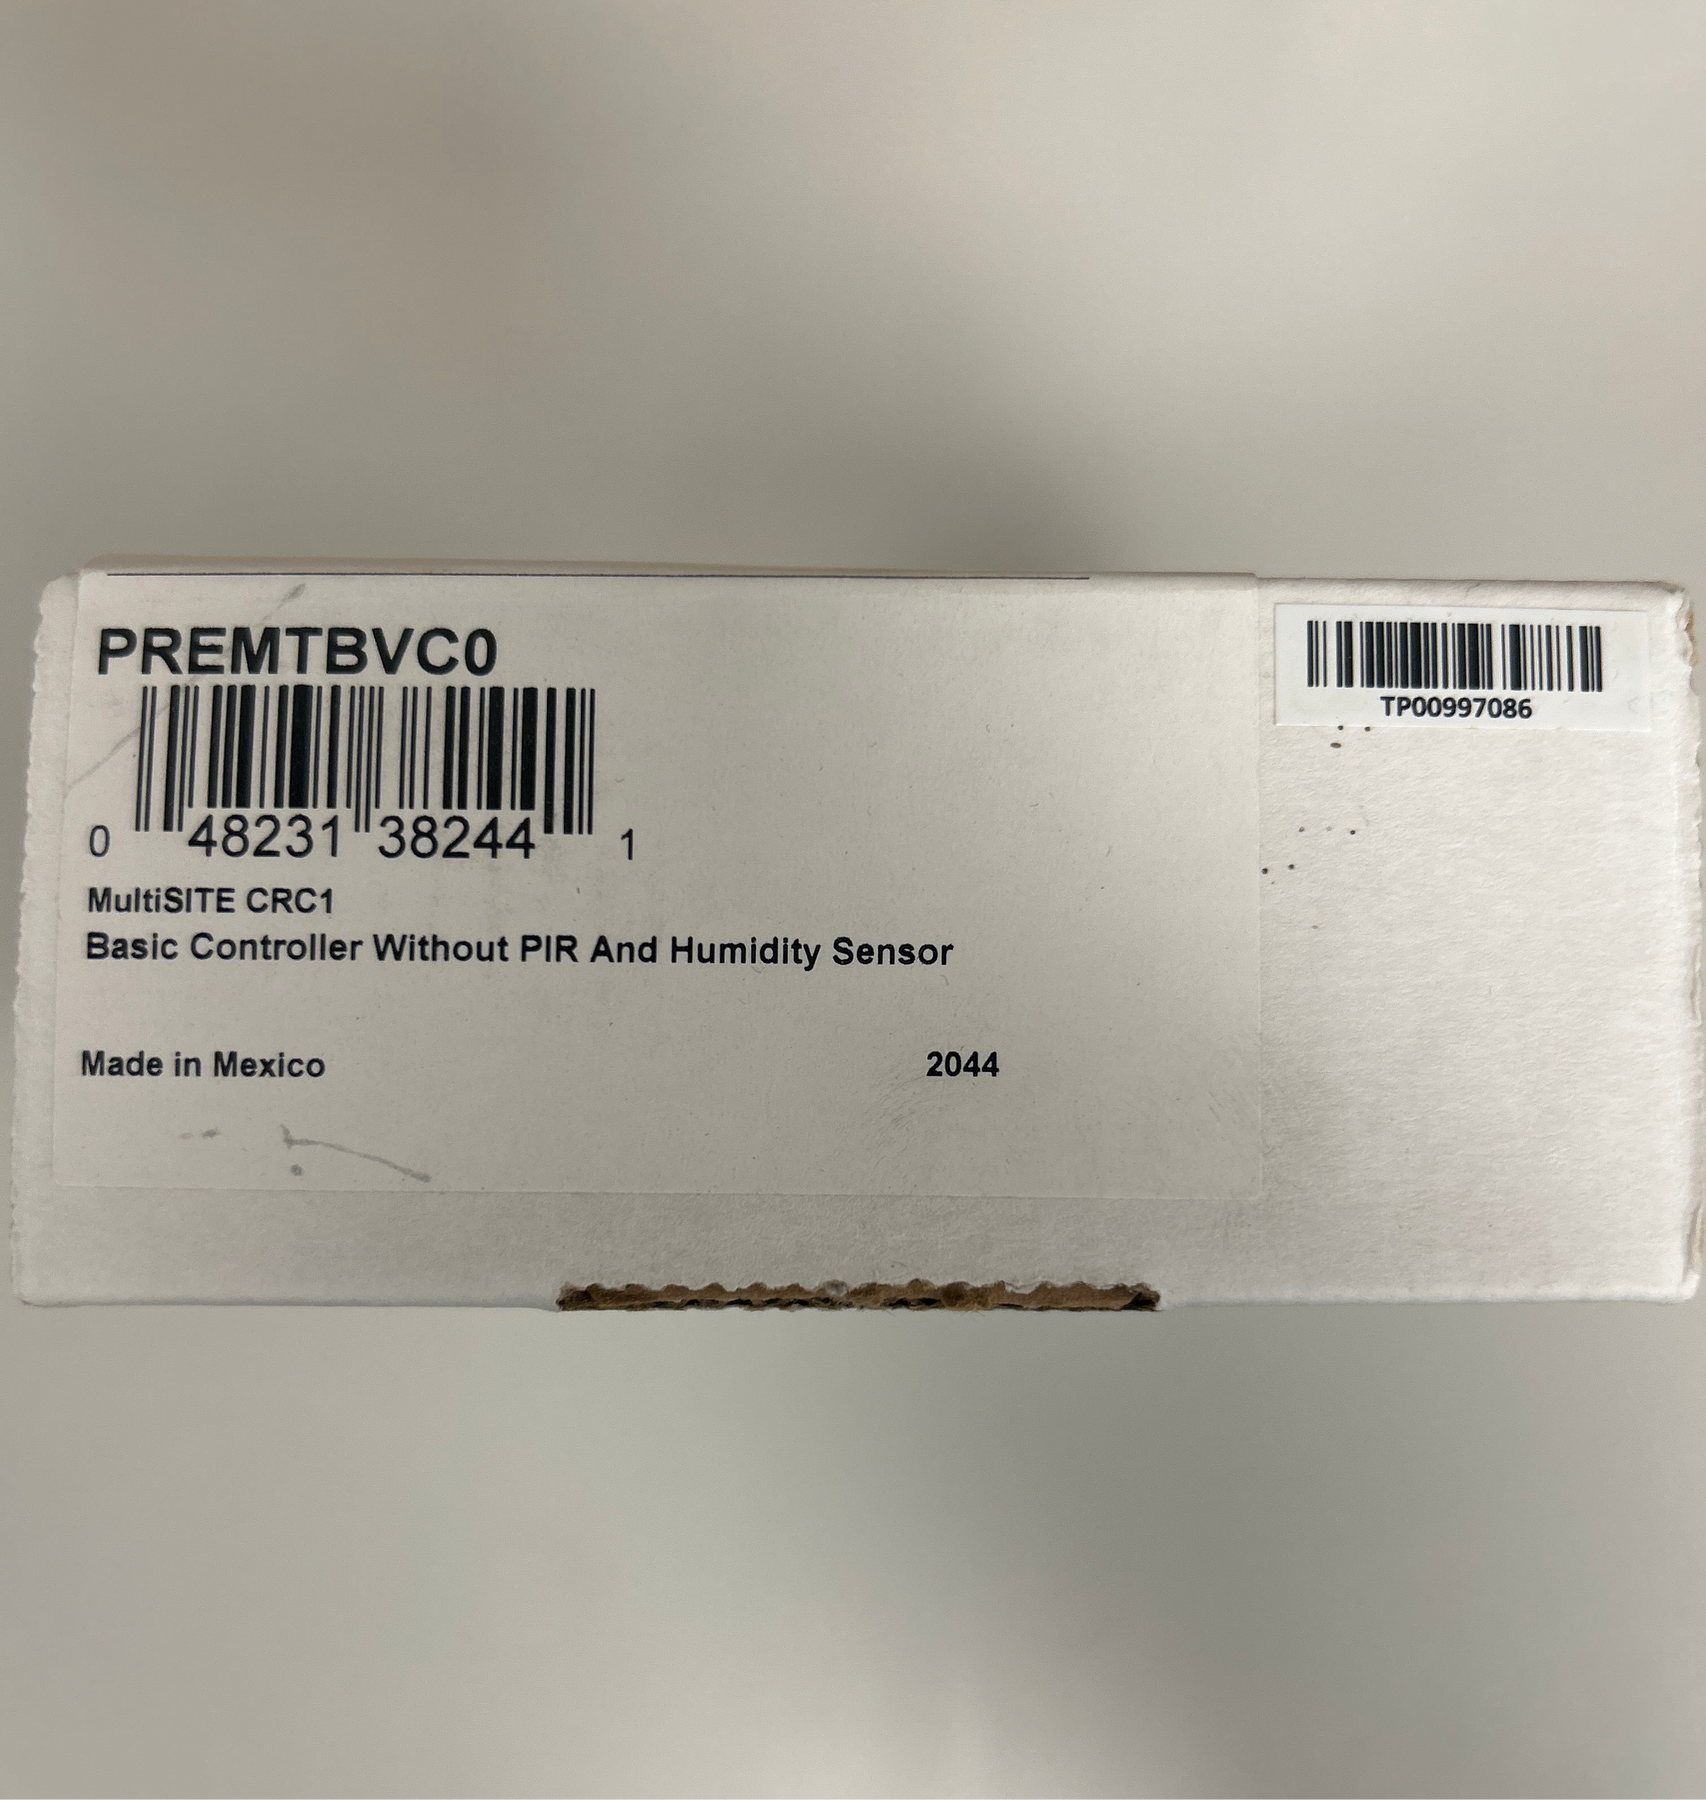 PREMTBVC0
0 48231 38244 1
MultiSITE CRC1
Basic Controller Without PIR And Humidity Sensor
Made in Mexico 2044
TP00997086